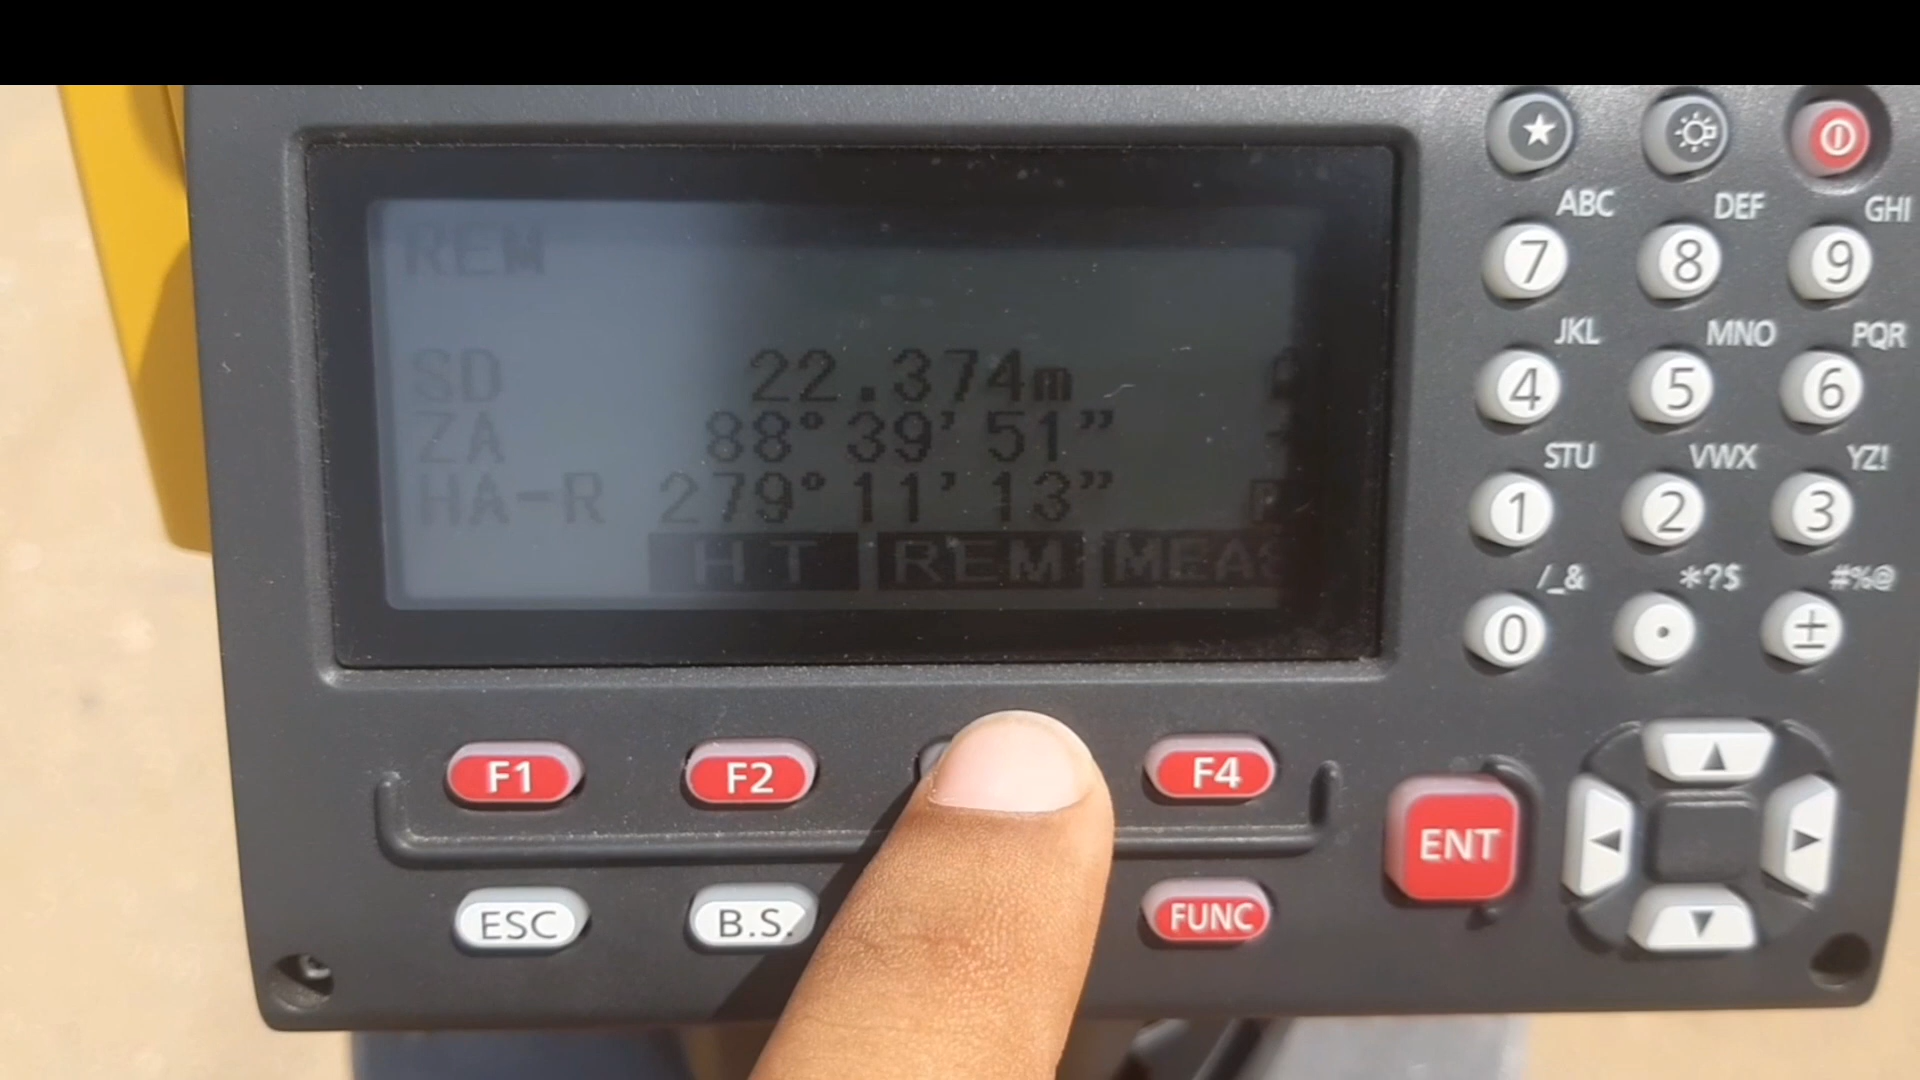 REM
SD 22.374m
ZA 88°39'51"
HA-R 279°11'13"
HT REM MEAS
F1 F2 F4
ESC B.S. FUNC
ENT
ABC DEF GHI
7 8 9
JKL MNO PQR
4 5 6
STU VWX YZ!
1 2 3
/_& *?$ #%@
0 . ±